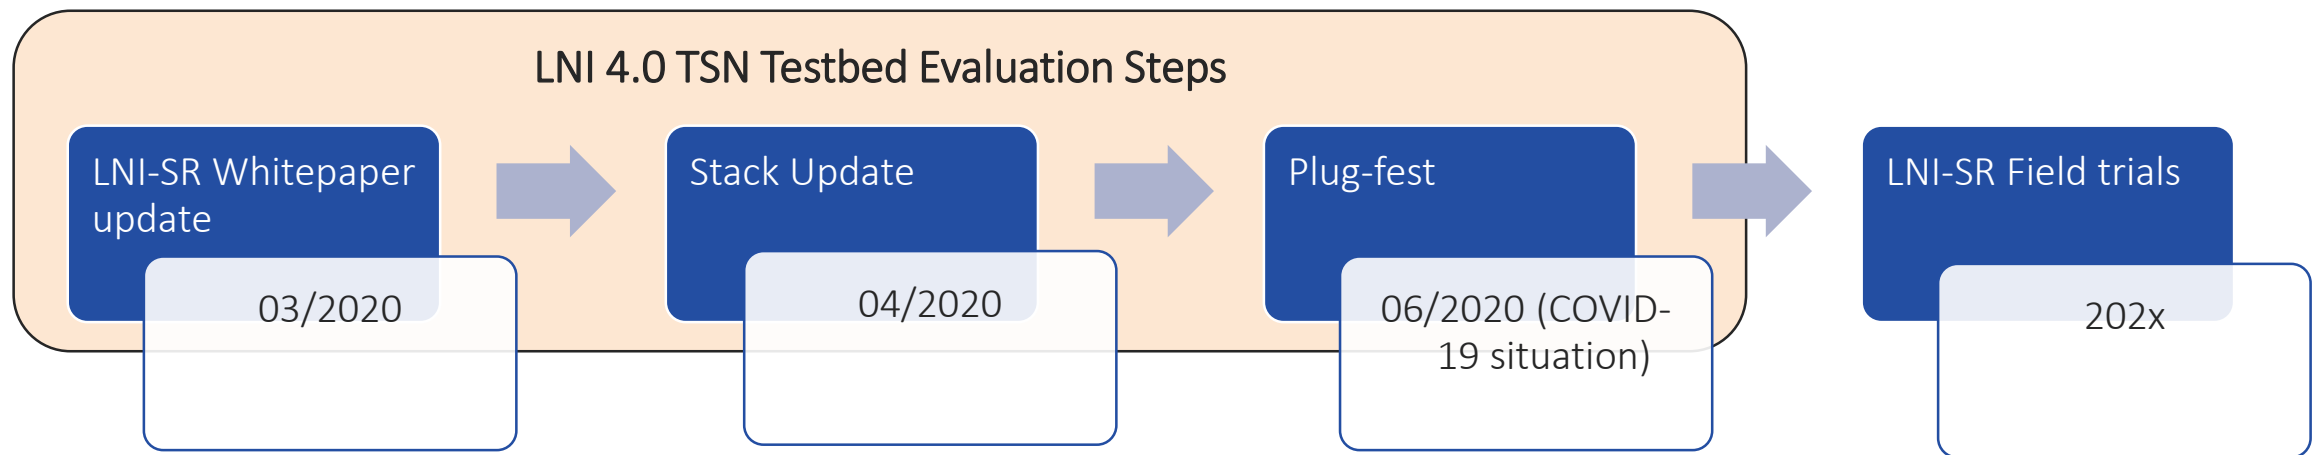 LNI 4.0 TSN Testbed Evaluation Steps
LNI-SR Whitepaper
update
03/2020
Stack Update
04/2020
Plug-fest
06/2020 (COVID-
19 situation)
LNI-SR Field trials
202x